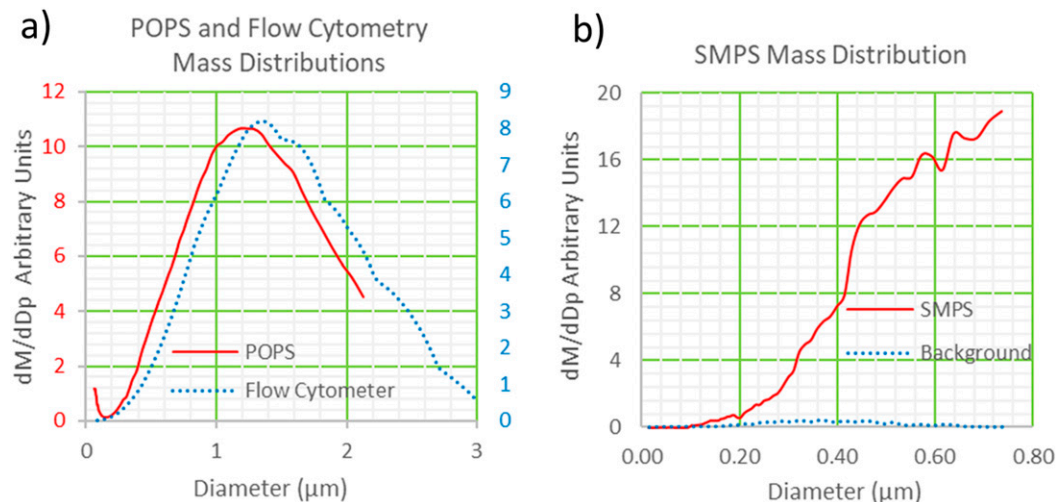 a)
POPS and Flow Cytometry
Mass Distributions
dM/dDp Arbitrary Units
12
10
8
6
4
2
0
9
8
7
6
5
4
3
2
1
0
POPS
Flow Cytometer
0 1 2 3
Diameter (µm)
b)
SMPS Mass Distribution
dM/dDp Arbitrary Units
20
16
12
8
4
0
SMPS
Background
0.00 0.20 0.40 0.60 0.80
Diameter (µm)